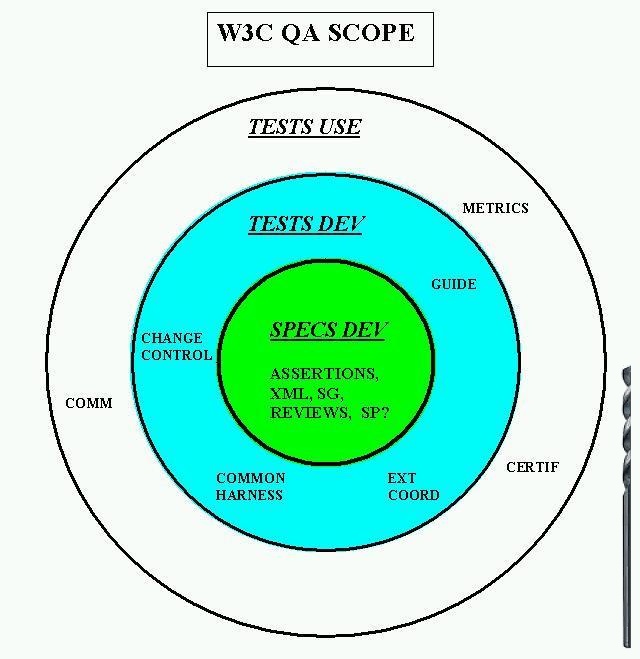 W3C QA SCOPE
TESTS USE
METRICS
TESTS DEV
GUIDE
SPECS DEV
CHANGE
CONTROL
ASSERTIONS,
XML, SG,
REVIEWS, SP?
COMM
CERTIF
COMMON
HARNESS
EXT
COORD